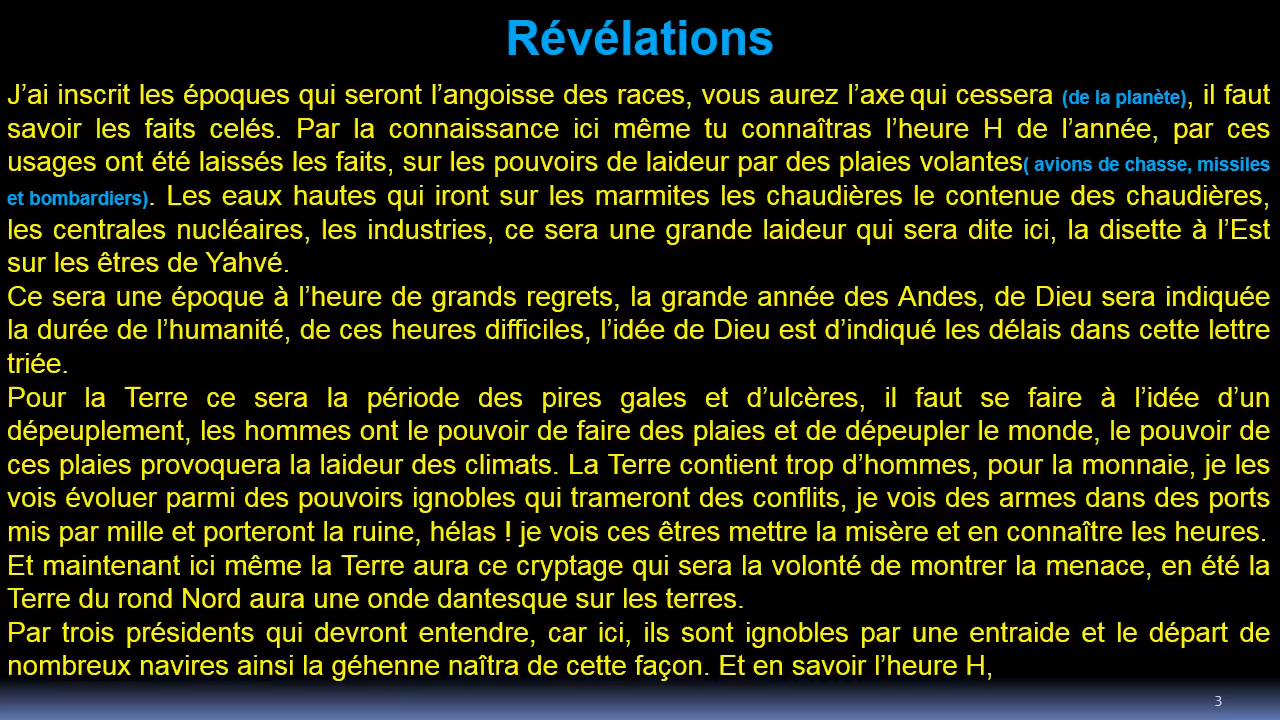 Révélations
J’ai inscrit les époques qui seront l’angoisse des races, vous aurez l’axe qui cessera (de la planète), il faut
savoir les faits celés. Par la connaissance ici même tu connaîtras l’heure H de l’année, par ces
usages ont été laissés les faits, sur les pouvoirs de laideur par des plaies volantes( avions de chasse, missiles
et bombardiers). Les eaux hautes qui iront sur les marmites les chaudières le contenue des chaudières,
les centrales nucléaires, les industries, ce sera une grande laideur qui sera dite ici, la disette à l’Est
sur les êtres de Yahvé.
Ce sera une époque à l’heure de grands regrets, la grande année des Andes, de Dieu sera indiquée
la durée de l’humanité, de ces heures difficiles, l’idée de Dieu est d’indiqué les délais dans cette lettre
triée.
Pour la Terre ce sera la période des pires gales et d’ulcères, il faut se faire à l’idée d’un
dépeuplement, les hommes ont le pouvoir de faire des plaies et de dépeupler le monde, le pouvoir de
ces plaies provoquera la laideur des climats. La Terre contient trop d’hommes, pour la monnaie, je les
vois évoluer parmi des pouvoirs ignobles qui trameront des conflits, je vois des armes dans des ports
mis par mille et porteront la ruine, hélas ! je vois ces êtres mettre la misère et en connaître les heures.
Et maintenant ici même la Terre aura ce cryptage qui sera la volonté de montrer la menace, en été la
Terre du rond Nord aura une onde dantesque sur les terres.
Par trois présidents qui devront entendre, car ici, ils sont ignobles par une entraide et le départ de
nombreux navires ainsi la géhenne naîtra de cette façon. Et en savoir l’heure H,
3